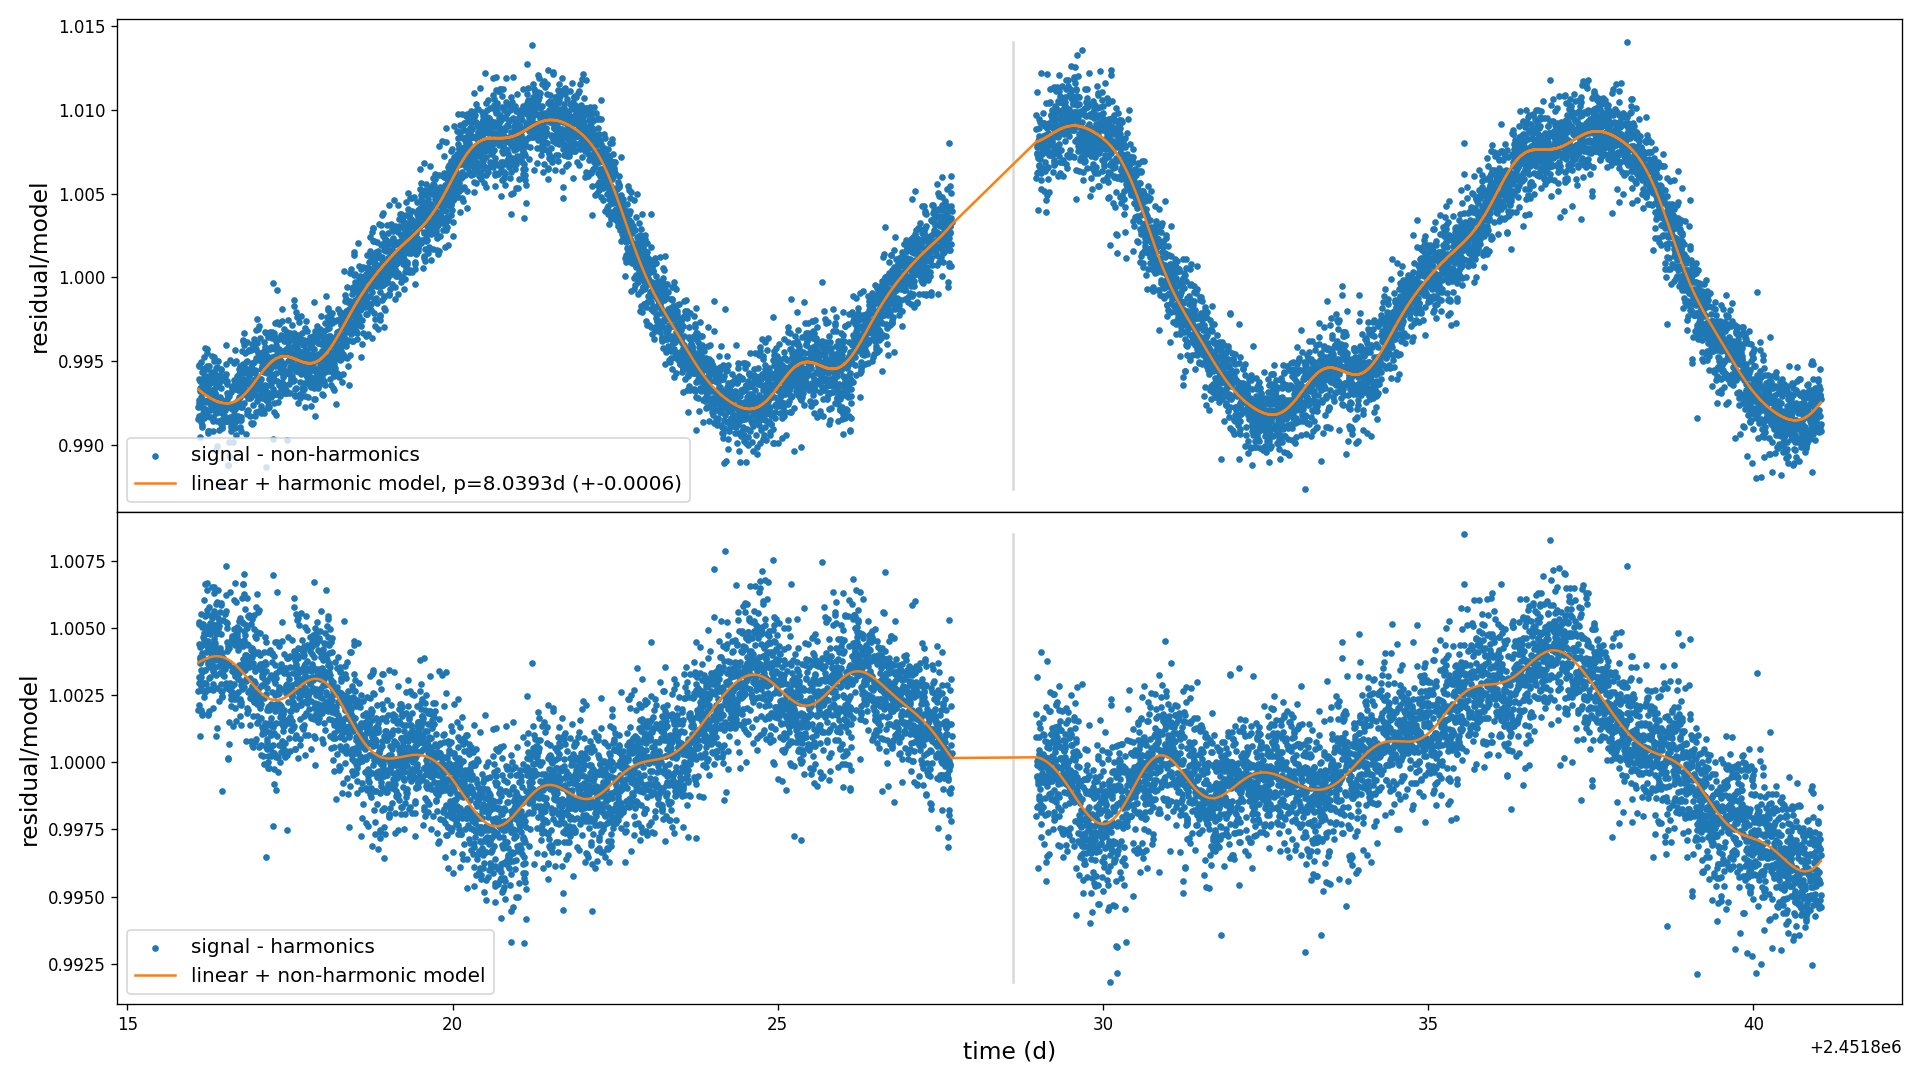 1.015
1.010
1.005
1.000
0.995
0.990
residual/model
signal - non-harmonics
linear + harmonic model, p=8.0393d (+-0.0006)
1.0075
1.0050
1.0025
1.0000
0.9975
0.9950
0.9925
residual/model
signal - harmonics
linear + non-harmonic model
15 20 25 30 35 40
time (d)
+2.4518e6